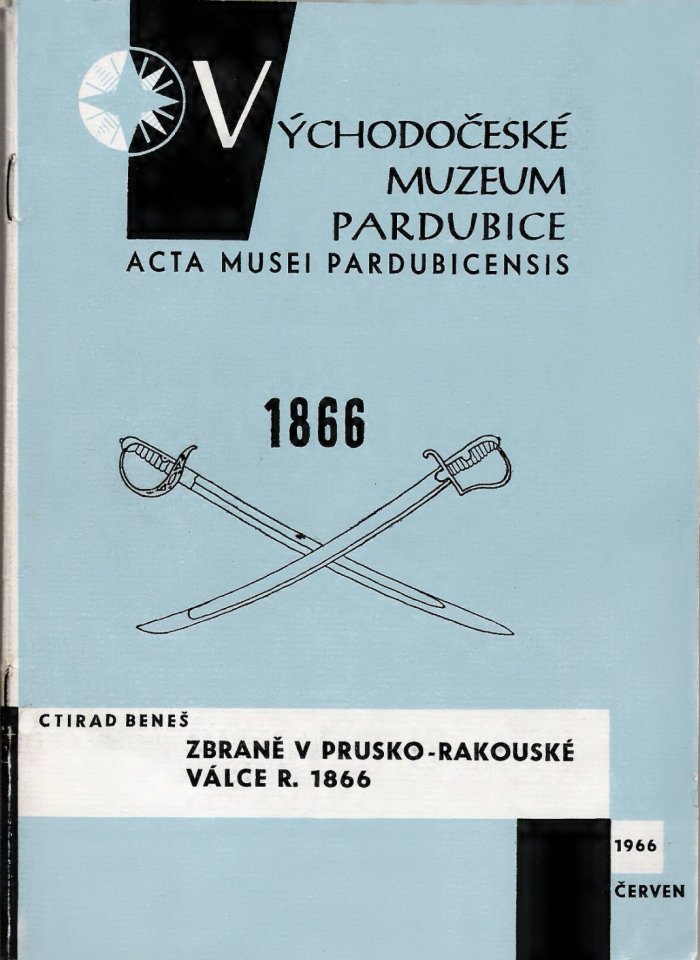 VÝCHODOČESKÉ
MUZEUM
PARDUBICE
ACTA MUSEI PARDUBICENSIS
1866
CTIRAD BENEŠ
ZBRANĚ V PRUSKO-RAKOUSKÉ
VÁLCE R. 1866
1966
ČERVEN